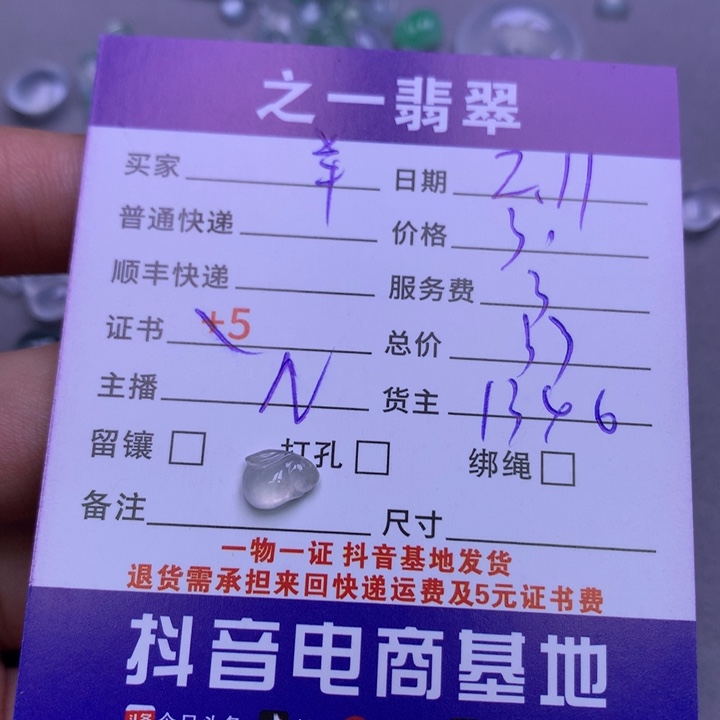 之一翡翠
买家 羊 日期 2.11
普通快递 价格 3.
顺丰快递 服务费 3
证书 +5 总价
主播 N 货主 1346
留镶 打孔 绑绳
备注 尺寸
一物一证 抖音基地发货
退货需承担来回快递运费及5元证书费
抖音电商基地